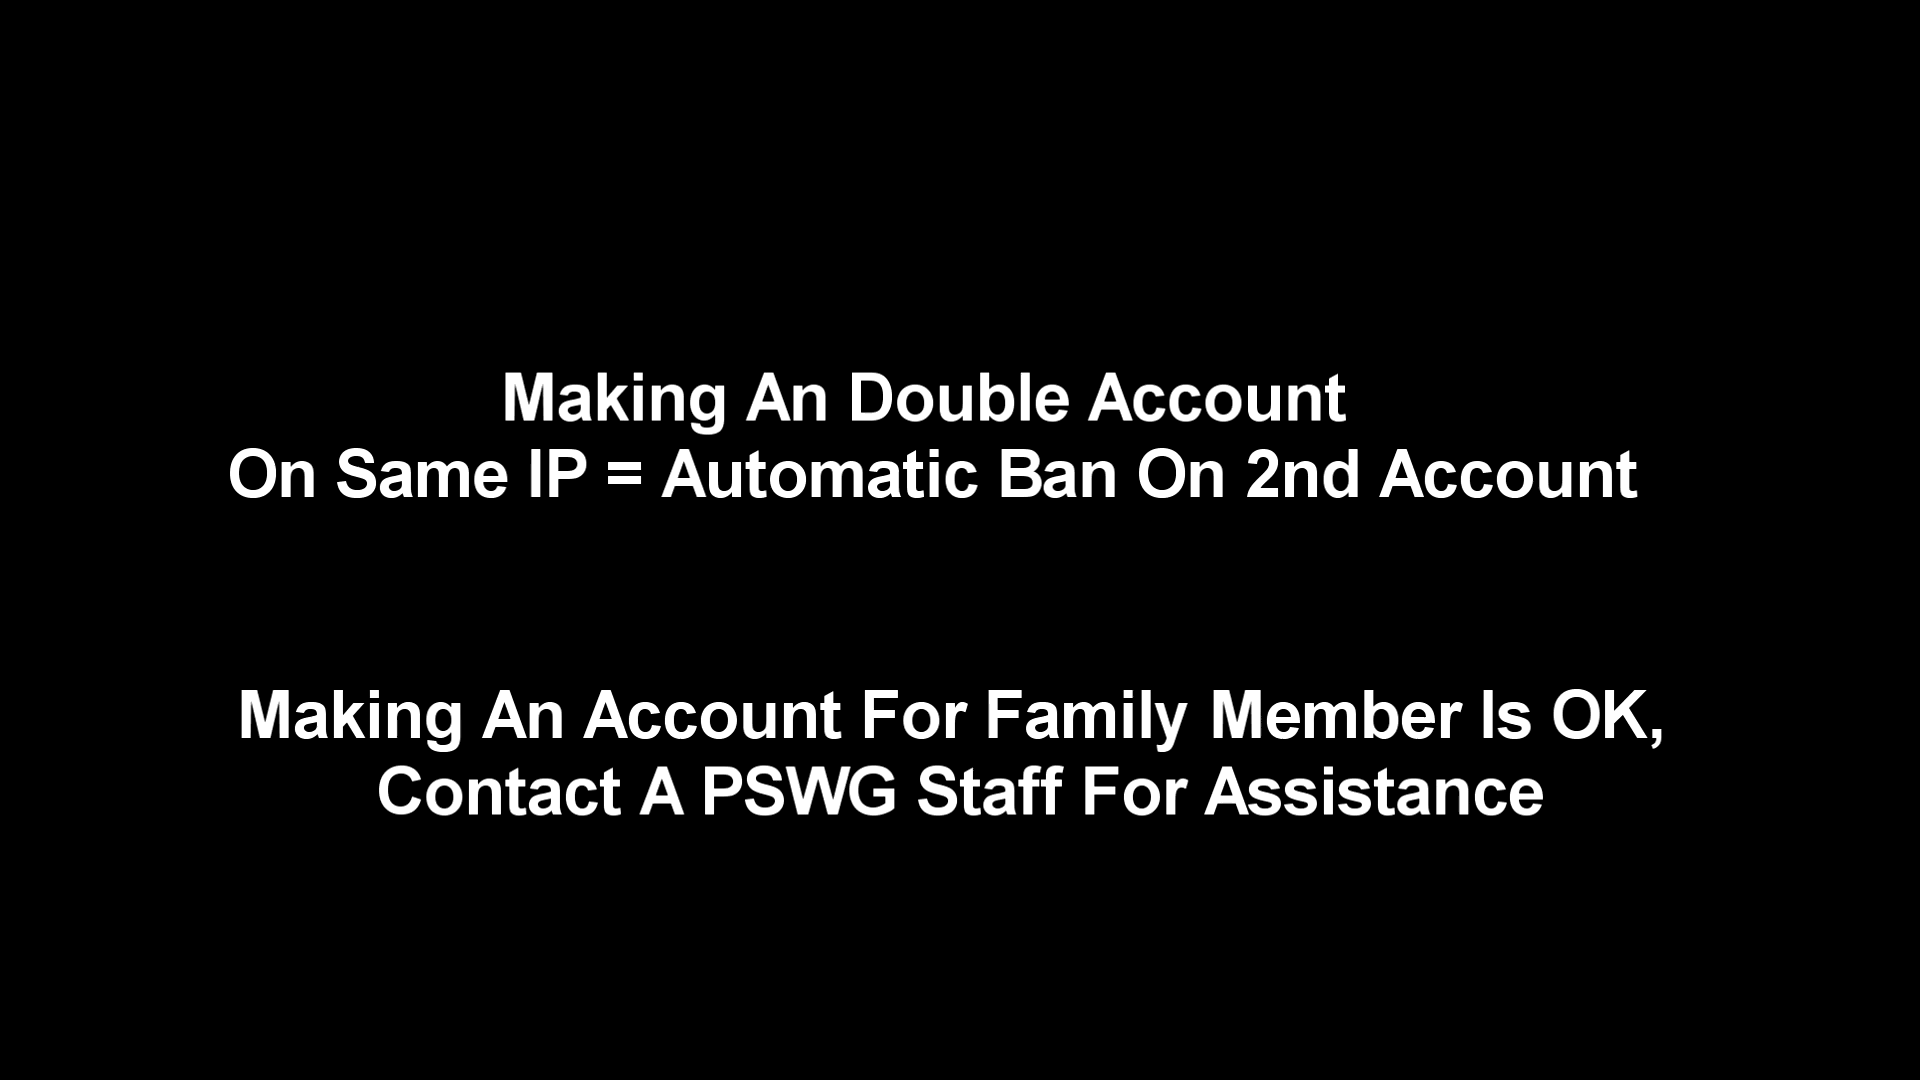 Making An Double Account
On Same IP = Automatic Ban On 2nd Account
Making An Account For Family Member Is OK,
Contact A PSWG Staff For Assistance